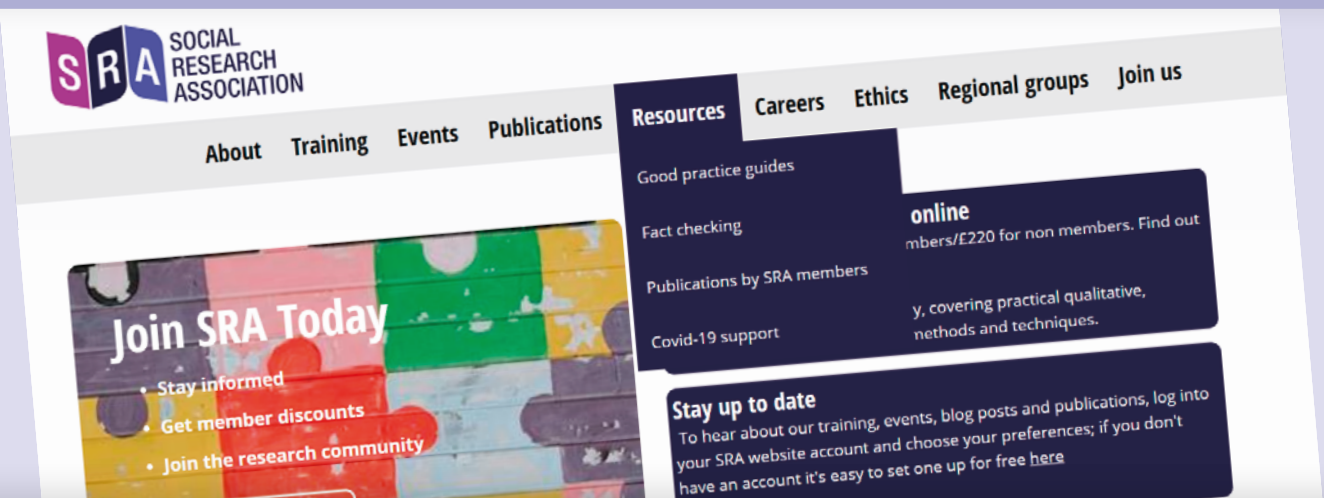 SRA
SOCIAL
RESEARCH
ASSOCIATION
About Training Events Publications Resources Careers Ethics Regional groups Join us
Good practice guides
Fact checking
Publications by SRA members
Covid-19 support
Join SRA Today
• Stay informed
• Get member discounts
• Join the research community
online
/£220 for non members. Find out
covering practical qualitative,
and techniques.
Stay up to date
To hear about our training, events, blog posts and publications, log into
your SRA website account and choose your preferences; if you don't
have an account it's easy to set one up for free here